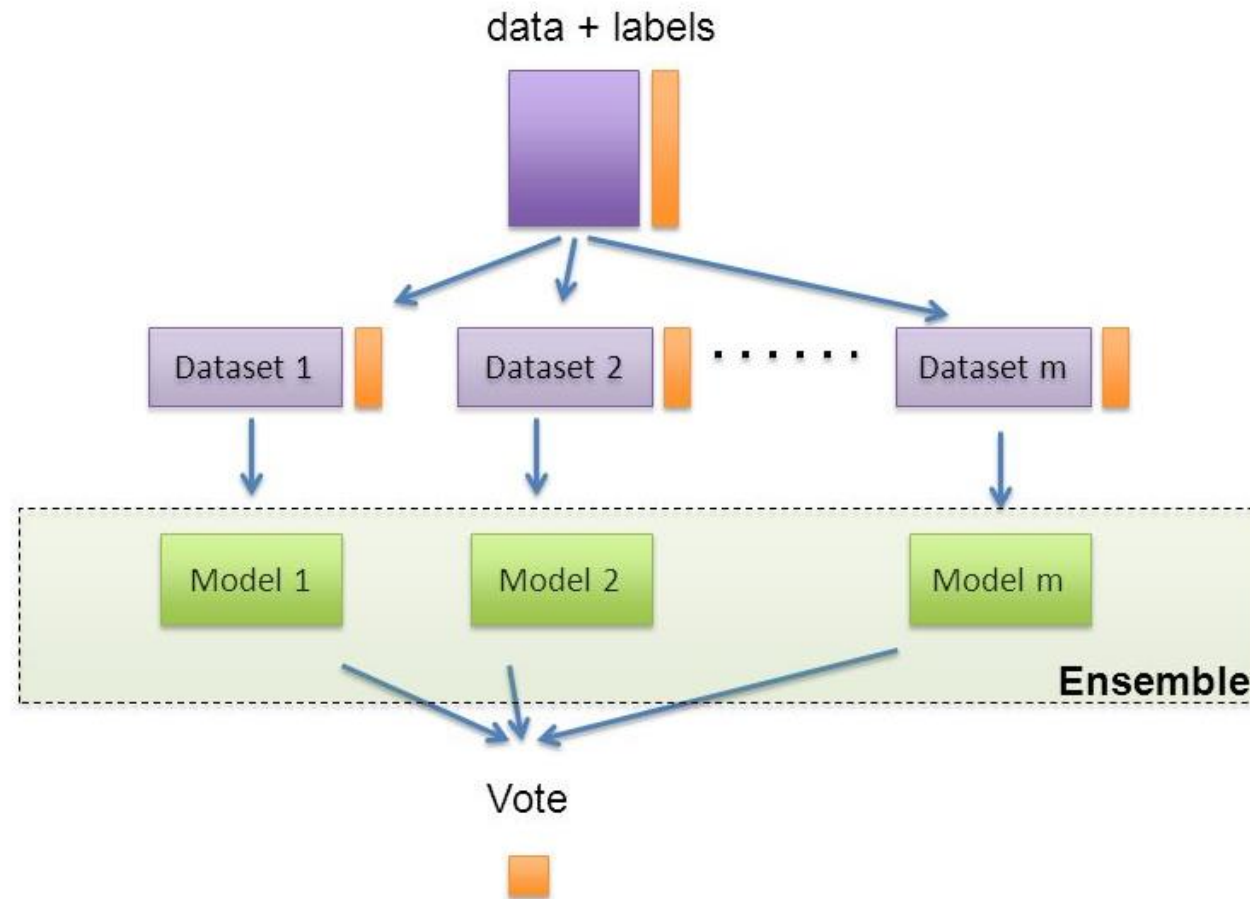 data + labels
Dataset 1
Dataset 2
. . . . . .
Dataset m
Model 1
Model 2
Model m
Ensemble
Vote